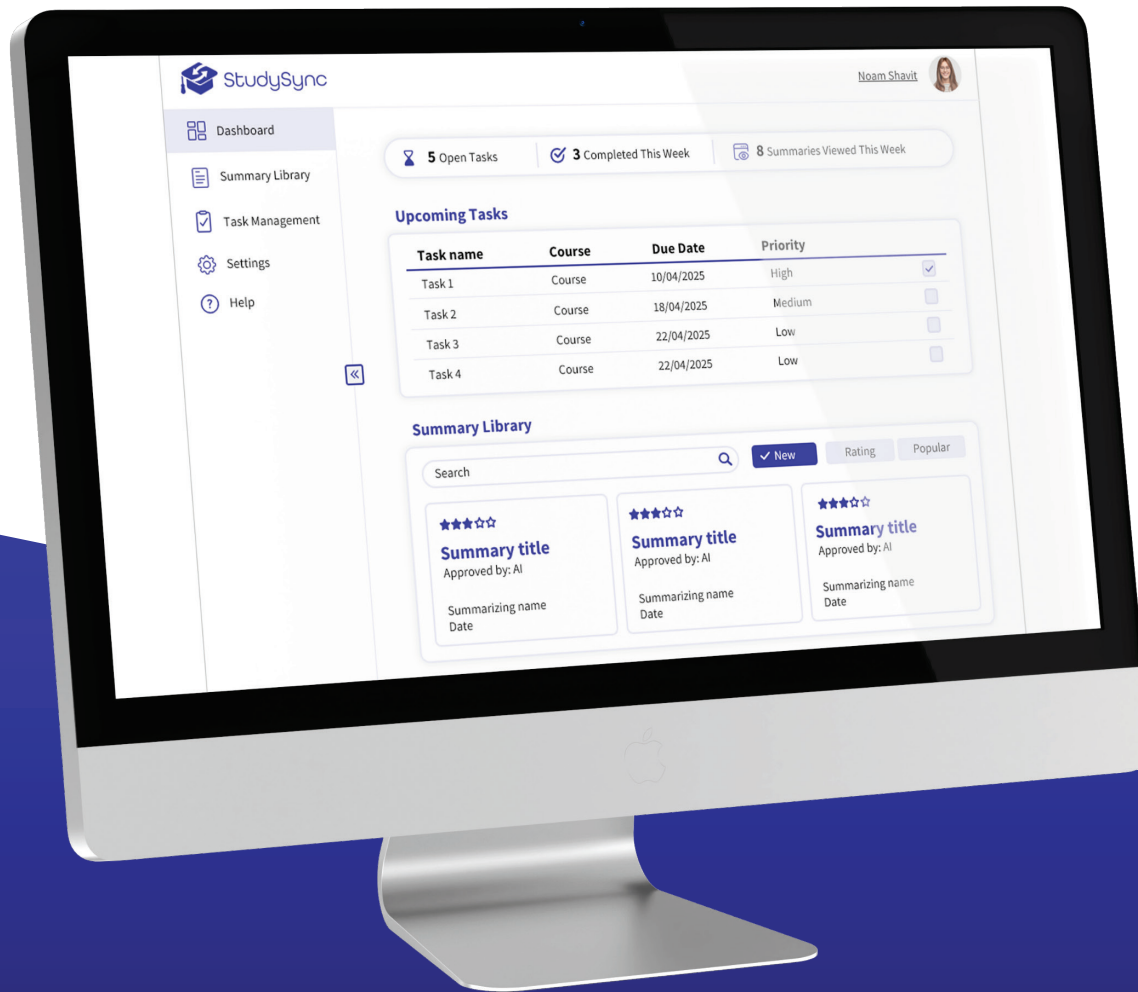 StudySync
Noam Shavit
Dashboard
Summary Library
Task Management
Settings
Help
5 Open Tasks
3 Completed This Week
8 Summaries Viewed This Week
Upcoming Tasks
Task name Course Due Date Priority
Task 1 Course 10/04/2025 High
Task 2 Course 18/04/2025 Medium
Task 3 Course 22/04/2025 Low
Task 4 Course 22/04/2025 Low
Summary Library
Search
New Rating Popular
Summary title
Approved by: AI
Summarizing name
Date
Summary title
Approved by: AI
Summarizing name
Date
Summary title
Approved by: AI
Summarizing name
Date